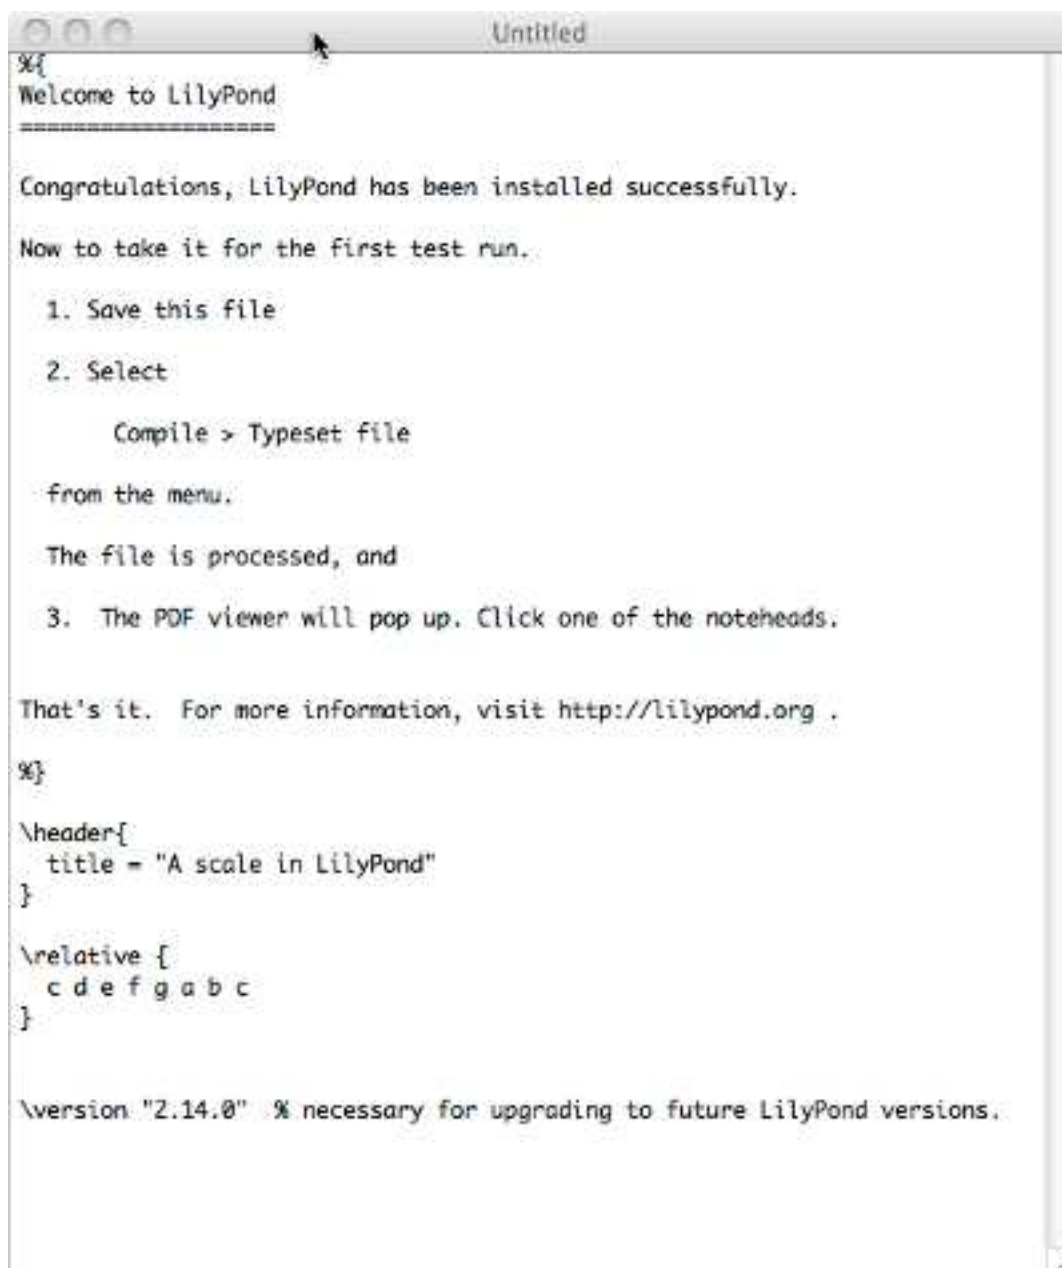 Untitled
%{
Welcome to LilyPond
===================
Congratulations, LilyPond has been installed successfully.
Now to take it for the first test run.
1. Save this file
2. Select
Compile > Typeset file
from the menu.
The file is processed, and
3.  The PDF viewer will pop up. Click one of the noteheads.
That's it.  For more information, visit http://lilypond.org .
%}
\header{
title = "A scale in LilyPond"
}
\relative {
c d e f g a b c
}
\version "2.14.0"  % necessary for upgrading to future LilyPond versions.